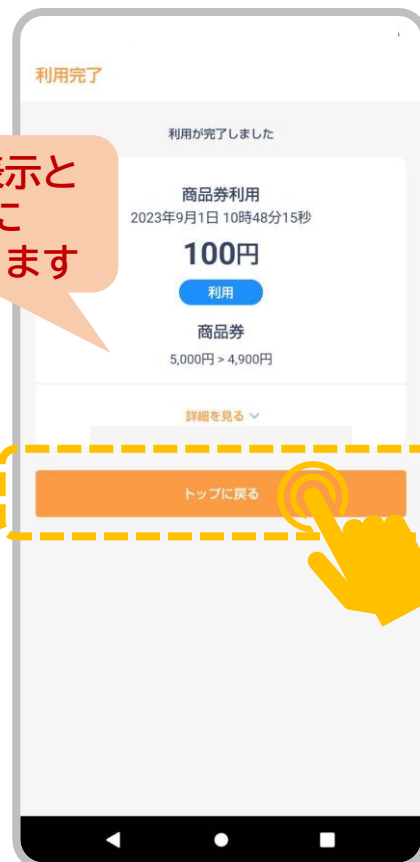 利用完了
利用が完了しました
表示と
に
ます
商品券利用
2023年9月1日 10時48分15秒
100円
利用
商品券
5,000円 > 4,900円
詳細を見る
トップに戻る